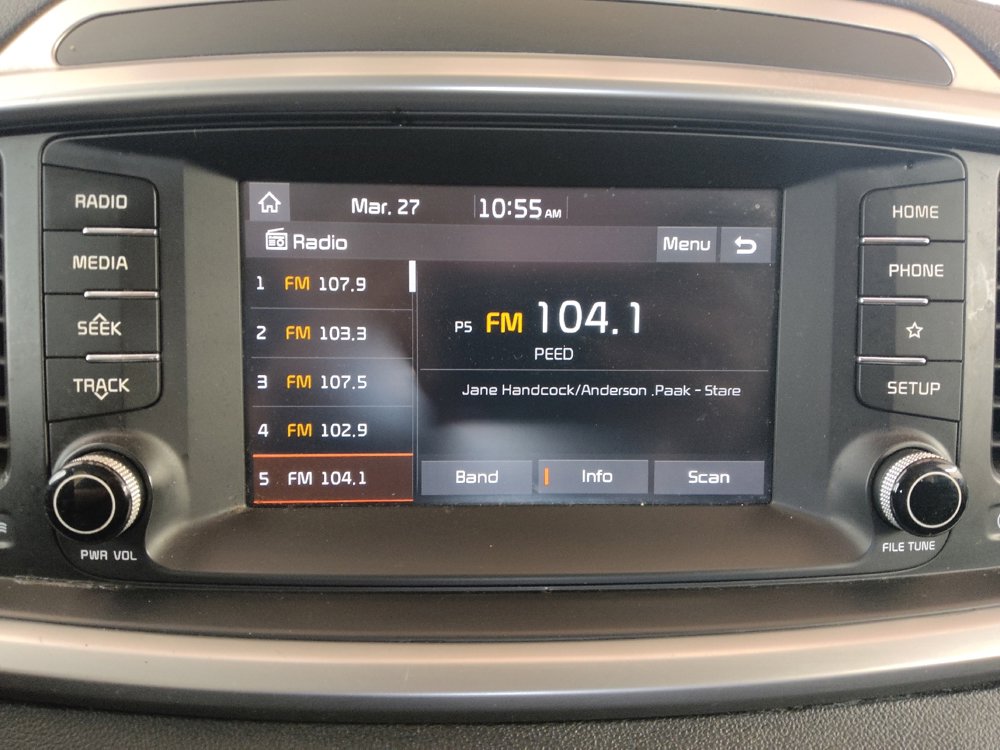 RADIO
MEDIA
SEEK
TRACK
PWR VOL
Mar. 27 10:55 AM
Radio
Menu
1 FM 107.9
2 FM 103.3
3 FM 107.5
4 FM 102.9
5 FM 104.1
P5 FM 104.1
PEED
Jane Handcock/Anderson .Paak - Stare
Band
Info
Scan
HOME
PHONE
SETUP
FILE TUNE